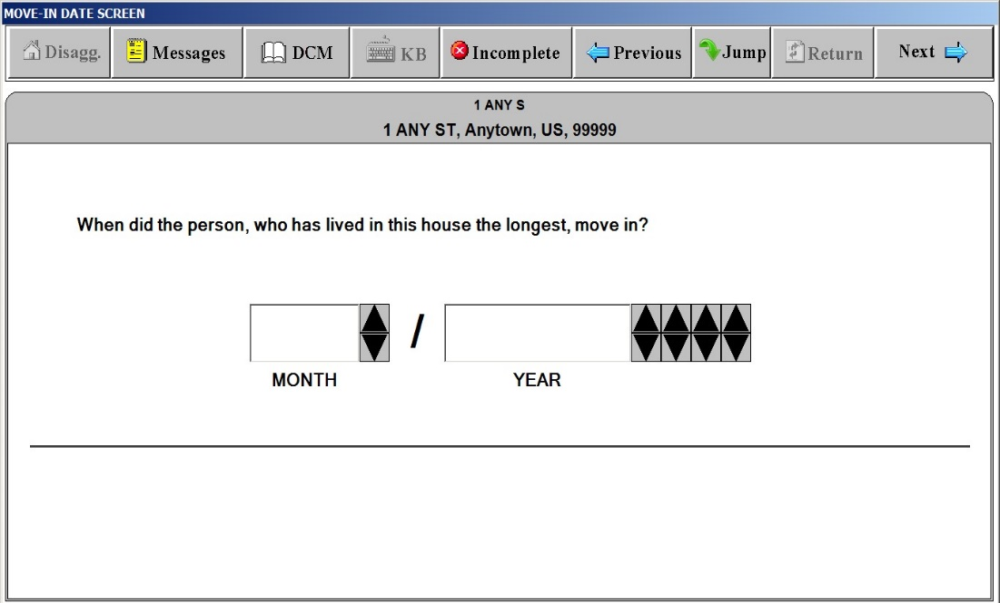 MOVE-IN DATE SCREEN
Disagg. Messages DCM KB Incomplete Previous Jump Return Next
1 ANY S
1 ANY ST, Anytown, US, 99999
When did the person, who has lived in this house the longest, move in?
/
MONTH YEAR